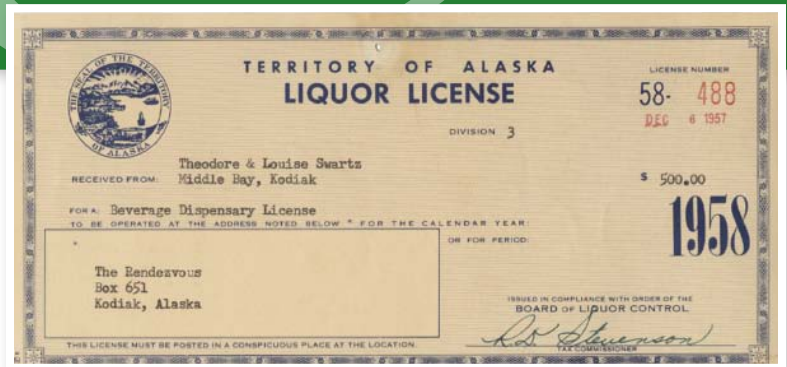 THE SEAL OF THE TERRITORY
OF ALASKA
TERRITORY OF ALASKA
LIQUOR LICENSE
LICENSE NUMBER
58- 488
DEC 6 1957
DIVISION 3
RECEIVED FROM: Theodore & Louise Swartz
Middle Bay, Kodiak
$ 500.00
FOR A: Beverage Dispensary License
TO BE OPERATED AT THE ADDRESS NOTED BELOW * FOR THE CALENDAR YEAR:
1958
OR FOR PERIOD:
*
The Rendezvous
Box 651
Kodiak, Alaska
ISSUED IN COMPLIANCE WITH ORDER OF THE
BOARD OF LIQUOR CONTROL
R D Stevenson
TAX COMMISSIONER
THIS LICENSE MUST BE POSTED IN A CONSPICUOUS PLACE AT THE LOCATION.